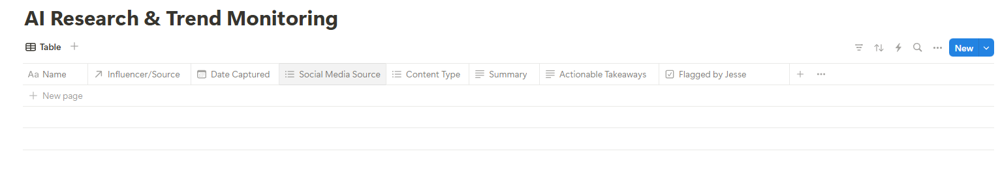 AI Research & Trend Monitoring
Table
New
Aa Name Influencer/Source Date Captured Social Media Source Content Type Summary Actionable Takeaways Flagged by Jesse
New page